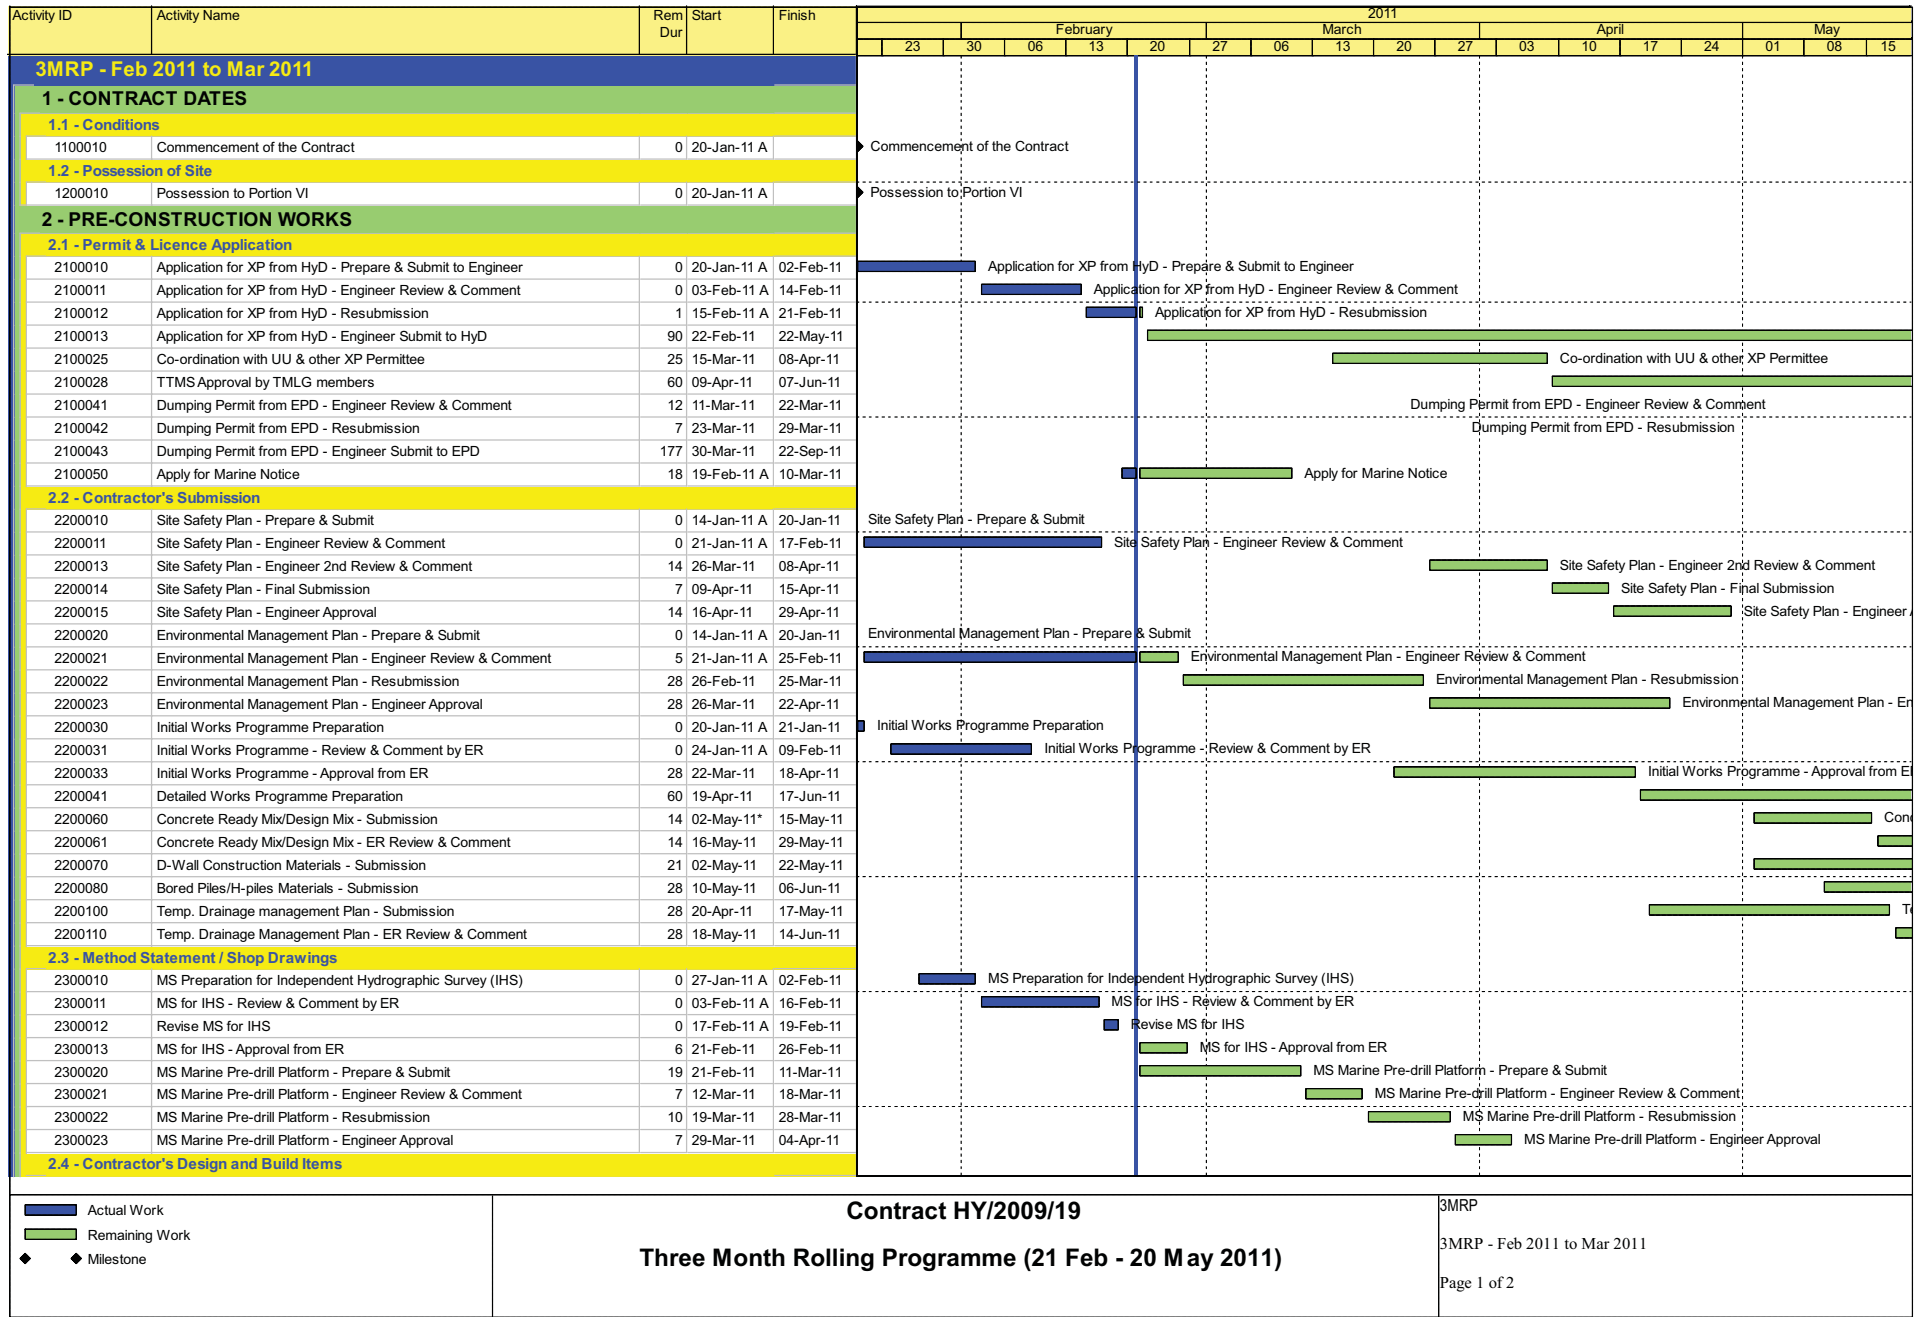 Activity ID Activity Name Rem Dur Start Finish 2011
February March April May
23 30 06 13 20 27 06 13 20 27 03 10 17 24 01 08 15
3MRP - Feb 2011 to Mar 2011
1 - CONTRACT DATES
1.1 - Conditions
1100010 Commencement of the Contract 0 20-Jan-11 A Commencement of the Contract
1.2 - Possession of Site
1200010 Possession to Portion VI 0 20-Jan-11 A Possession to Portion VI
2 - PRE-CONSTRUCTION WORKS
2.1 - Permit & Licence Application
2100010 Application for XP from HyD - Prepare & Submit to Engineer 0 20-Jan-11 A 02-Feb-11 Application for XP from HyD - Prepare & Submit to Engineer
2100011 Application for XP from HyD - Engineer Review & Comment 0 03-Feb-11 A 14-Feb-11 Application for XP from HyD - Engineer Review & Comment
2100012 Application for XP from HyD - Resubmission 1 15-Feb-11 A 21-Feb-11 Application for XP from HyD - Resubmission
2100013 Application for XP from HyD - Engineer Submit to HyD 90 22-Feb-11 22-May-11
2100025 Co-ordination with UU & other XP Permittee 25 15-Mar-11 08-Apr-11 Co-ordination with UU & other XP Permittee
2100028 TTMS Approval by TMLG members 60 09-Apr-11 07-Jun-11
2100041 Dumping Permit from EPD - Engineer Review & Comment 12 11-Mar-11 22-Mar-11 Dumping Permit from EPD - Engineer Review & Comment
2100042 Dumping Permit from EPD - Resubmission 7 23-Mar-11 29-Mar-11 Dumping Permit from EPD - Resubmission
2100043 Dumping Permit from EPD - Engineer Submit to EPD 177 30-Mar-11 22-Sep-11
2100050 Apply for Marine Notice 18 19-Feb-11 A 10-Mar-11 Apply for Marine Notice
2.2 - Contractor's Submission
2200010 Site Safety Plan - Prepare & Submit 0 14-Jan-11 A 20-Jan-11 Site Safety Plan - Prepare & Submit
2200011 Site Safety Plan - Engineer Review & Comment 0 21-Jan-11 A 17-Feb-11 Site Safety Plan - Engineer Review & Comment
2200013 Site Safety Plan - Engineer 2nd Review & Comment 14 26-Mar-11 08-Apr-11 Site Safety Plan - Engineer 2nd Review & Comment
2200014 Site Safety Plan - Final Submission 7 09-Apr-11 15-Apr-11 Site Safety Plan - Final Submission
2200015 Site Safety Plan - Engineer Approval 14 16-Apr-11 29-Apr-11 Site Safety Plan - Engineer
2200020 Environmental Management Plan - Prepare & Submit 0 14-Jan-11 A 20-Jan-11 Environmental Management Plan - Prepare & Submit
2200021 Environmental Management Plan - Engineer Review & Comment 5 21-Jan-11 A 25-Feb-11 Environmental Management Plan - Engineer Review & Comment
2200022 Environmental Management Plan - Resubmission 28 26-Feb-11 25-Mar-11 Environmental Management Plan - Resubmission
2200023 Environmental Management Plan - Engineer Approval 28 26-Mar-11 22-Apr-11 Environmental Management Plan - En
2200030 Initial Works Programme Preparation 0 20-Jan-11 A 21-Jan-11 Initial Works Programme Preparation
2200031 Initial Works Programme - Review & Comment by ER 0 24-Jan-11 A 09-Feb-11 Initial Works Programme - Review & Comment by ER
2200033 Initial Works Programme - Approval from ER 28 22-Mar-11 18-Apr-11 Initial Works Programme - Approval from E
2200041 Detailed Works Programme Preparation 60 19-Apr-11 17-Jun-11
2200060 Concrete Ready Mix/Design Mix - Submission 14 02-May-11* 15-May-11 Conc
2200061 Concrete Ready Mix/Design Mix - ER Review & Comment 14 16-May-11 29-May-11
2200070 D-Wall Construction Materials - Submission 21 02-May-11 22-May-11
2200080 Bored Piles/H-piles Materials - Submission 28 10-May-11 06-Jun-11
2200100 Temp. Drainage management Plan - Submission 28 20-Apr-11 17-May-11 Te
2200110 Temp. Drainage Management Plan - ER Review & Comment 28 18-May-11 14-Jun-11
2.3 - Method Statement / Shop Drawings
2300010 MS Preparation for Independent Hydrographic Survey (IHS) 0 27-Jan-11 A 02-Feb-11 MS Preparation for Independent Hydrographic Survey (IHS)
2300011 MS for IHS - Review & Comment by ER 0 03-Feb-11 A 16-Feb-11 MS for IHS - Review & Comment by ER
2300012 Revise MS for IHS 0 17-Feb-11 A 19-Feb-11 Revise MS for IHS
2300013 MS for IHS - Approval from ER 6 21-Feb-11 26-Feb-11 MS for IHS - Approval from ER
2300020 MS Marine Pre-drill Platform - Prepare & Submit 19 21-Feb-11 11-Mar-11 MS Marine Pre-drill Platform - Prepare & Submit
2300021 MS Marine Pre-drill Platform - Engineer Review & Comment 7 12-Mar-11 18-Mar-11 MS Marine Pre-drill Platform - Engineer Review & Comment
2300022 MS Marine Pre-drill Platform - Resubmission 10 19-Mar-11 28-Mar-11 MS Marine Pre-drill Platform - Resubmission
2300023 MS Marine Pre-drill Platform - Engineer Approval 7 29-Mar-11 04-Apr-11 MS Marine Pre-drill Platform - Engineer Approval
2.4 - Contractor's Design and Build Items
Actual Work
Remaining Work
Milestone
Contract HY/2009/19
Three Month Rolling Programme (21 Feb - 20 May 2011)
3MRP
3MRP - Feb 2011 to Mar 2011
Page 1 of 2